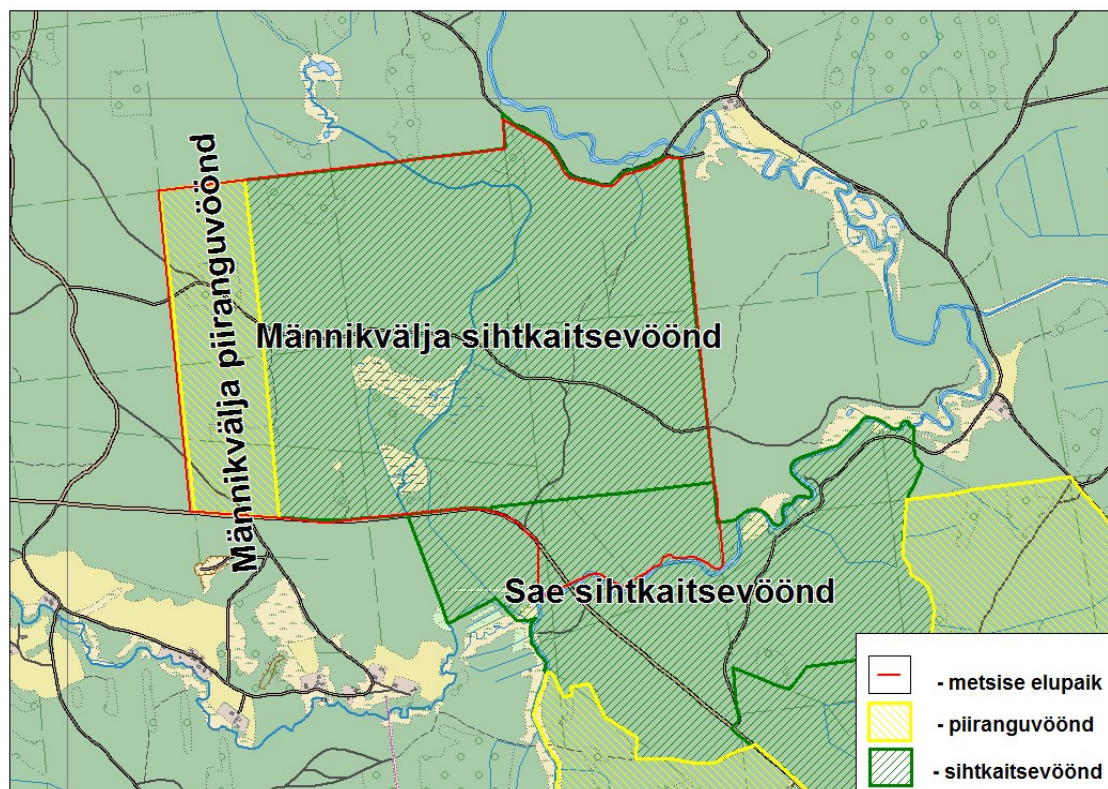 Männikvälja piiranguvöönd
Männikvälja sihtkaitsevöönd
Sae sihtkaitsevöönd
- metsise elupaik
- piiranguvöönd
- sihtkaitsevöönd